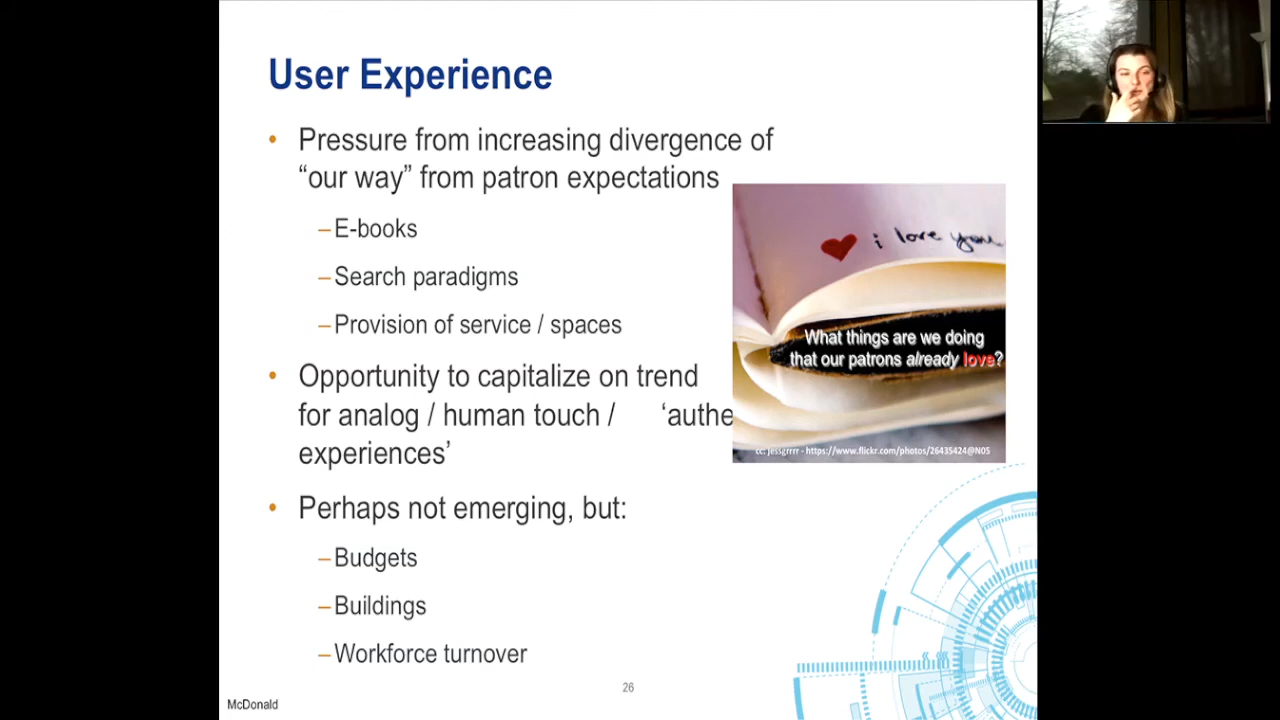 User Experience
• Pressure from increasing divergence of
“our way” from patron expectations
–E-books
–Search paradigms
–Provision of service / spaces
• Opportunity to capitalize on trend
for analog / human touch / ‘authe
experiences’
• Perhaps not emerging, but:
–Budgets
–Buildings
–Workforce turnover
i love you
What things are we doing
that our patrons already love?
cc: jessgrrrr - https://www.flickr.com/photos/26435424@N05
26
McDonald